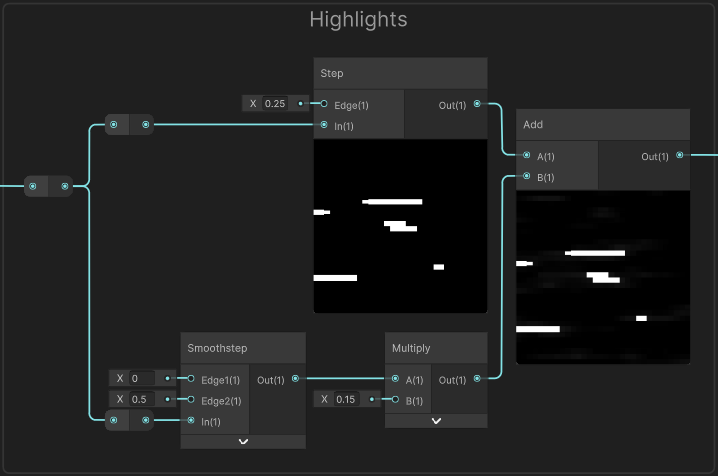 Highlights
Step
X 0.25
Edge(1)
Out(1)
In(1)
Add
A(1)
Out(1)
B(1)
Smoothstep
X 0
Edge1(1)
Out(1)
X 0.5
Edge2(1)
In(1)
Multiply
A(1)
Out(1)
X 0.15
B(1)